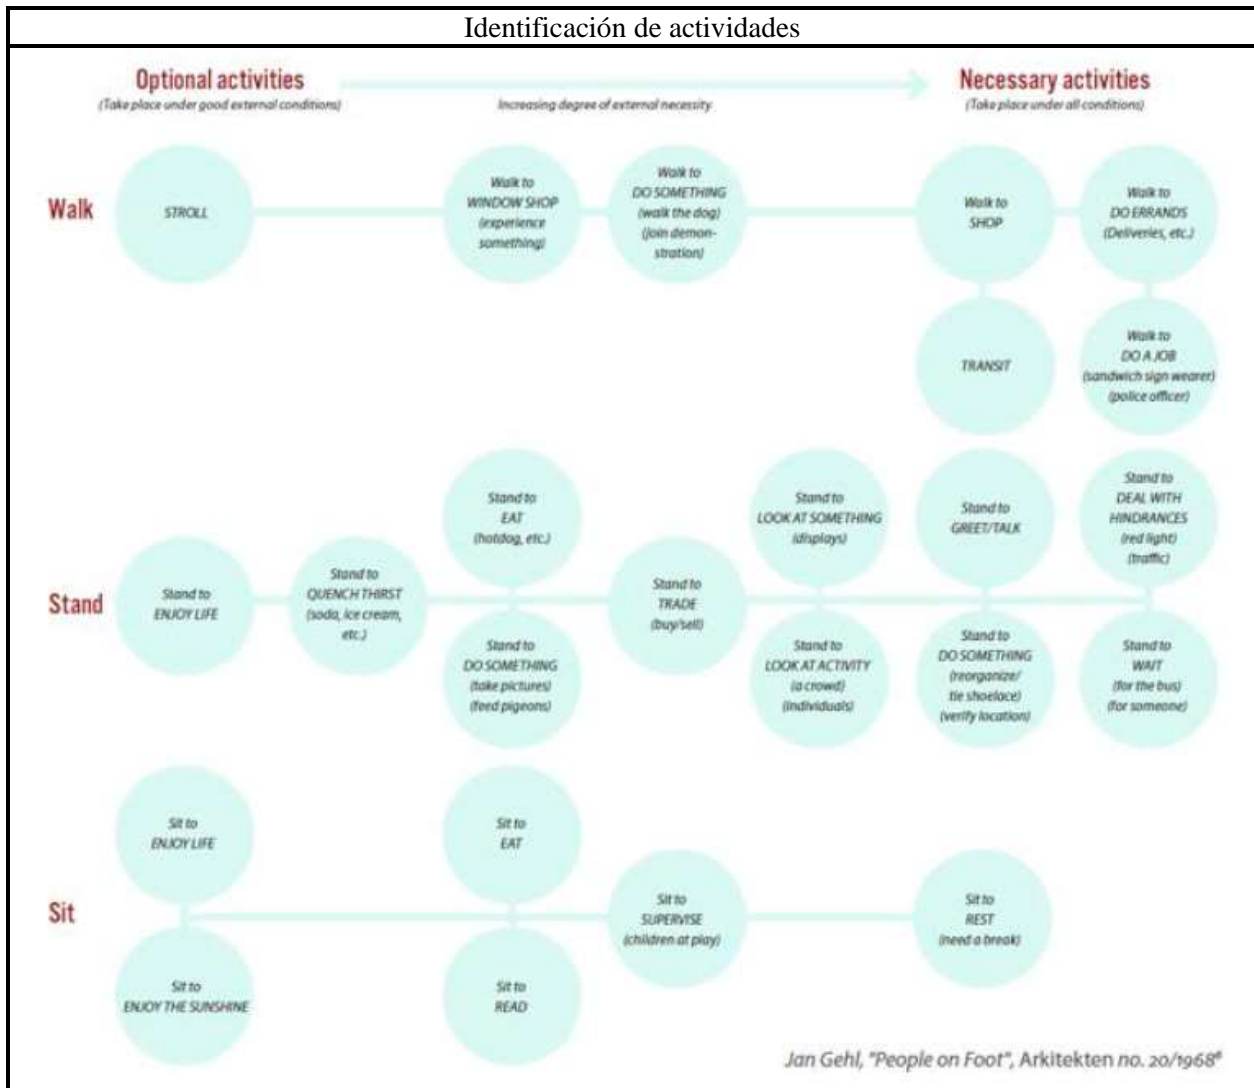 Identificación de actividades
Optional activities
(Take place under good external conditions)
Increasing degree of external necessity
Necessary activities
(Take place under all conditions)
Walk
STROLL
Walk to
WINDOW SHOP
(experience
something)
Walk to
DO SOMETHING
(walk the dog)
(join demon-
stration)
Walk to
SHOP
Walk to
DO ERRANDS
(Deliveries, etc.)
TRANSIT
Walk to
DO A JOB
(sandwich sign wearer)
(police officer)
Stand
Stand to
ENJOY LIFE
Stand to
QUENCH THIRST
(soda, ice cream,
etc.)
Stand to
EAT
(hotdog, etc.)
Stand to
DO SOMETHING
(take pictures)
(feed pigeons)
Stand to
TRADE
(buy/sell)
Stand to
LOOK AT SOMETHING
(displays)
Stand to
LOOK AT ACTIVITY
(a crowd)
(individuals)
Stand to
GREET/TALK
Stand to
DO SOMETHING
(reorganize/
tie shoelace)
(verify location)
Stand to
DEAL WITH
HINDRANCES
(red light)
(traffic)
Stand to
WAIT
(for the bus)
(for someone)
Sit
Sit to
ENJOY LIFE
Sit to
ENJOY THE SUNSHINE
Sit to
EAT
Sit to
READ
Sit to
SUPERVISE
(children at play)
Sit to
REST
(need a break)
Jan Gehl, "People on Foot", Arkitekten no. 20/1968⁸